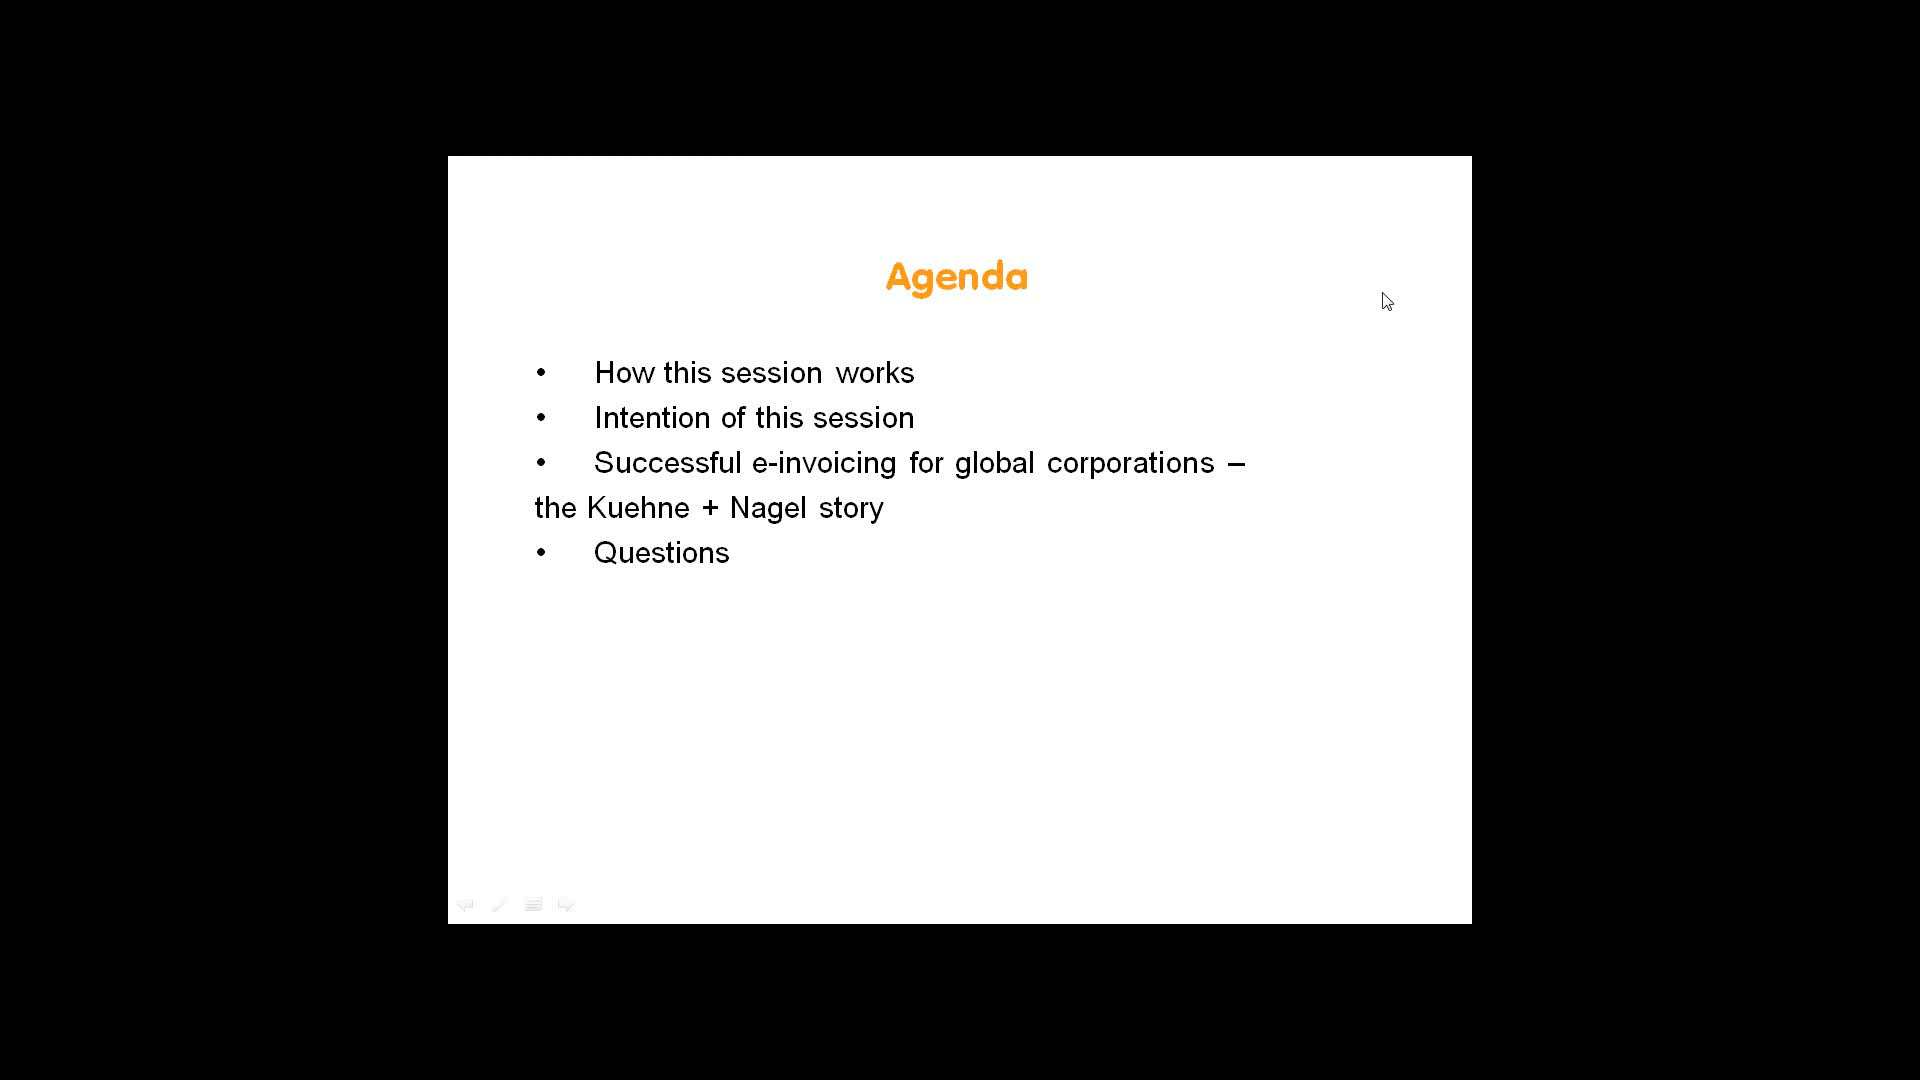 Agenda
• How this session works
• Intention of this session
• Successful e-invoicing for global corporations –
the Kuehne + Nagel story
• Questions